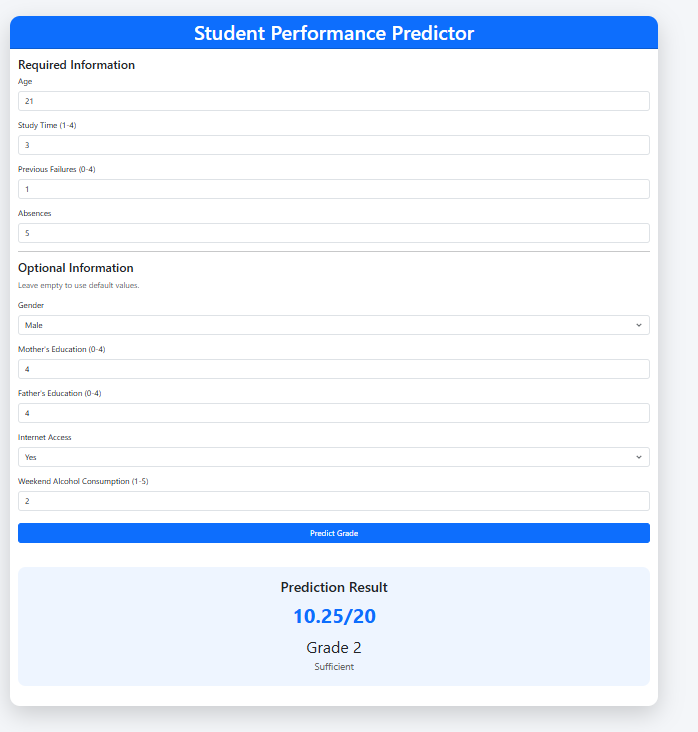 Student Performance Predictor
Required Information
Age
21
Study Time (1-4)
3
Previous Failures (0-4)
1
Absences
5
Optional Information
Leave empty to use default values.
Gender
Male
Mother's Education (0-4)
4
Father's Education (0-4)
4
Internet Access
Yes
Weekend Alcohol Consumption (1-5)
2
Predict Grade
Prediction Result
10.25/20
Grade 2
Sufficient